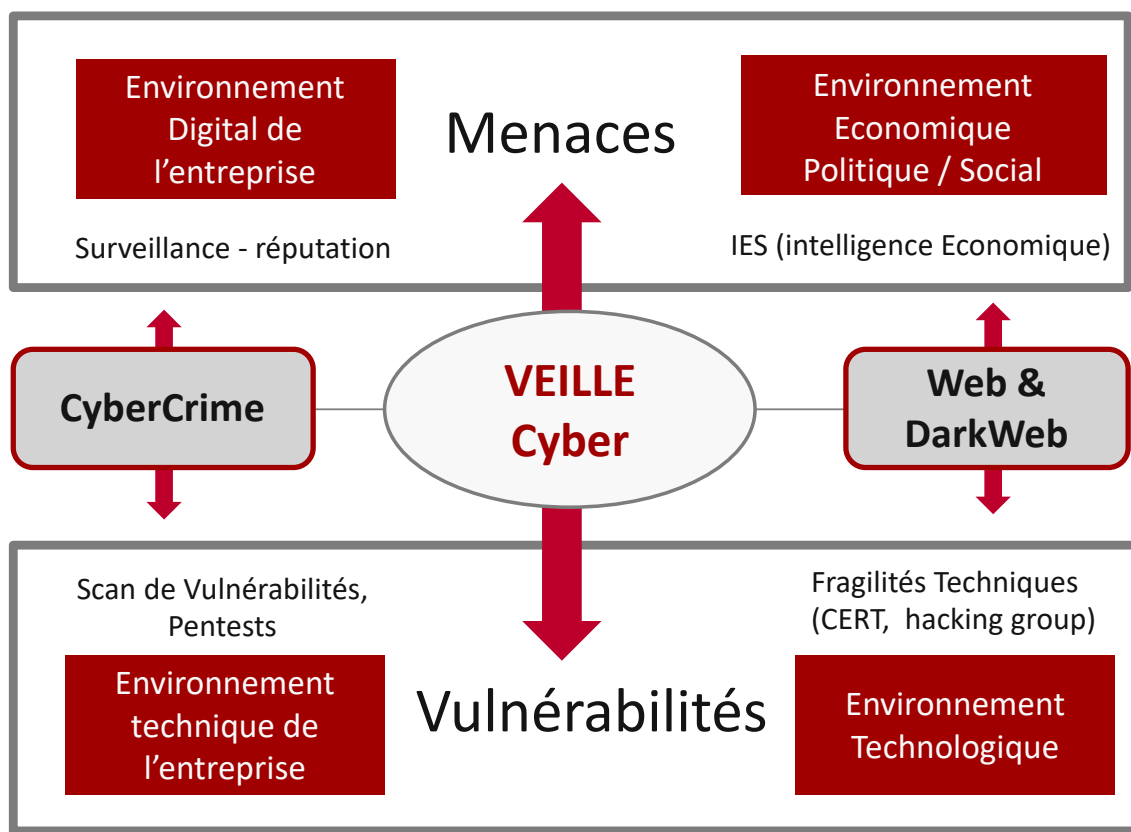 Environnement
Digital de
l’entreprise
Menaces
Environnement
Economique
Politique / Social
Surveillance - réputation
IES (intelligence Economique)
CyberCrime
VEILLE
Cyber
Web &
DarkWeb
Scan de Vulnérabilités,
Pentests
Fragilités Techniques
(CERT,  hacking group)
Environnement
technique de
l’entreprise
Vulnérabilités
Environnement
Technologique